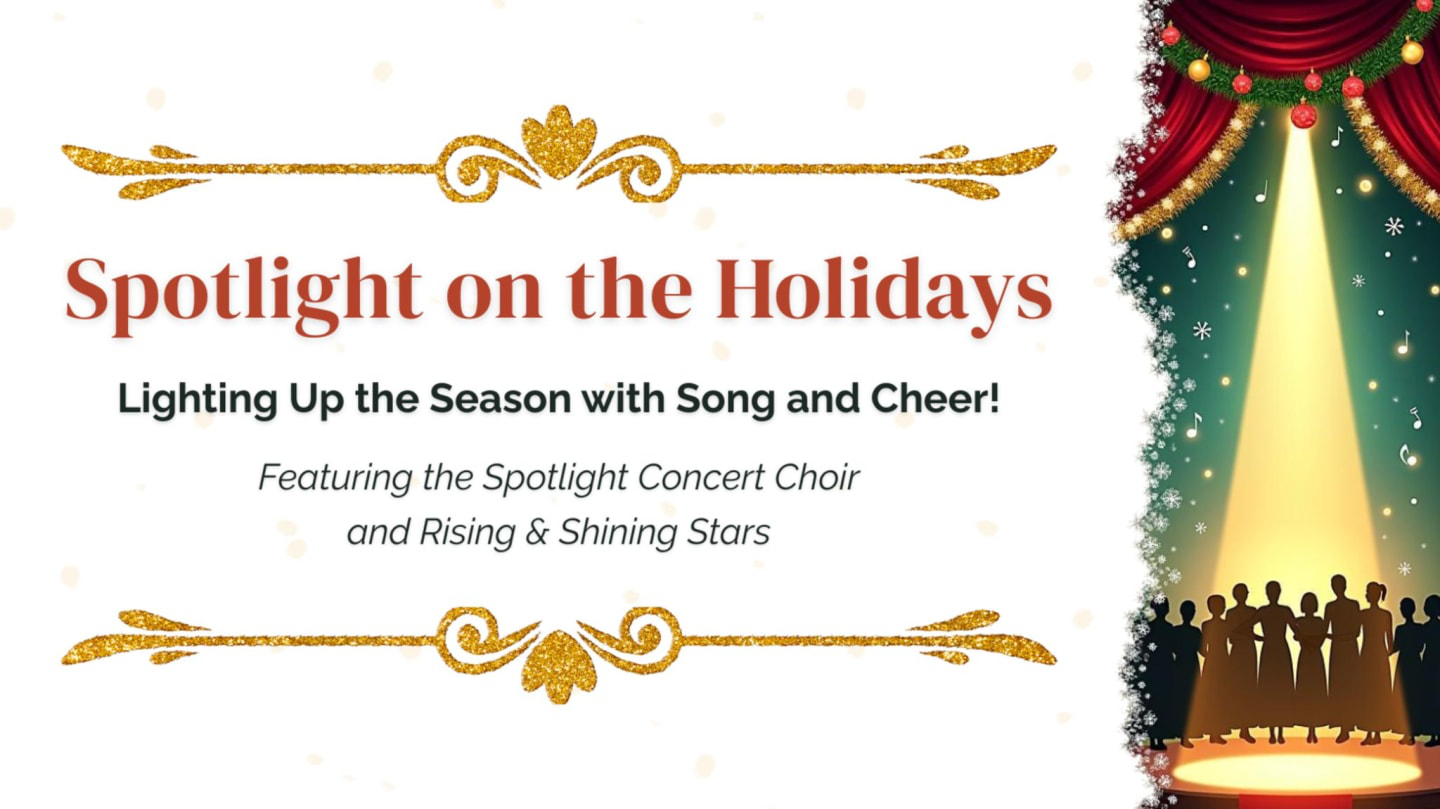 Spotlight on the Holidays
Lighting Up the Season with Song and Cheer!
Featuring the Spotlight Concert Choir
and Rising & Shining Stars